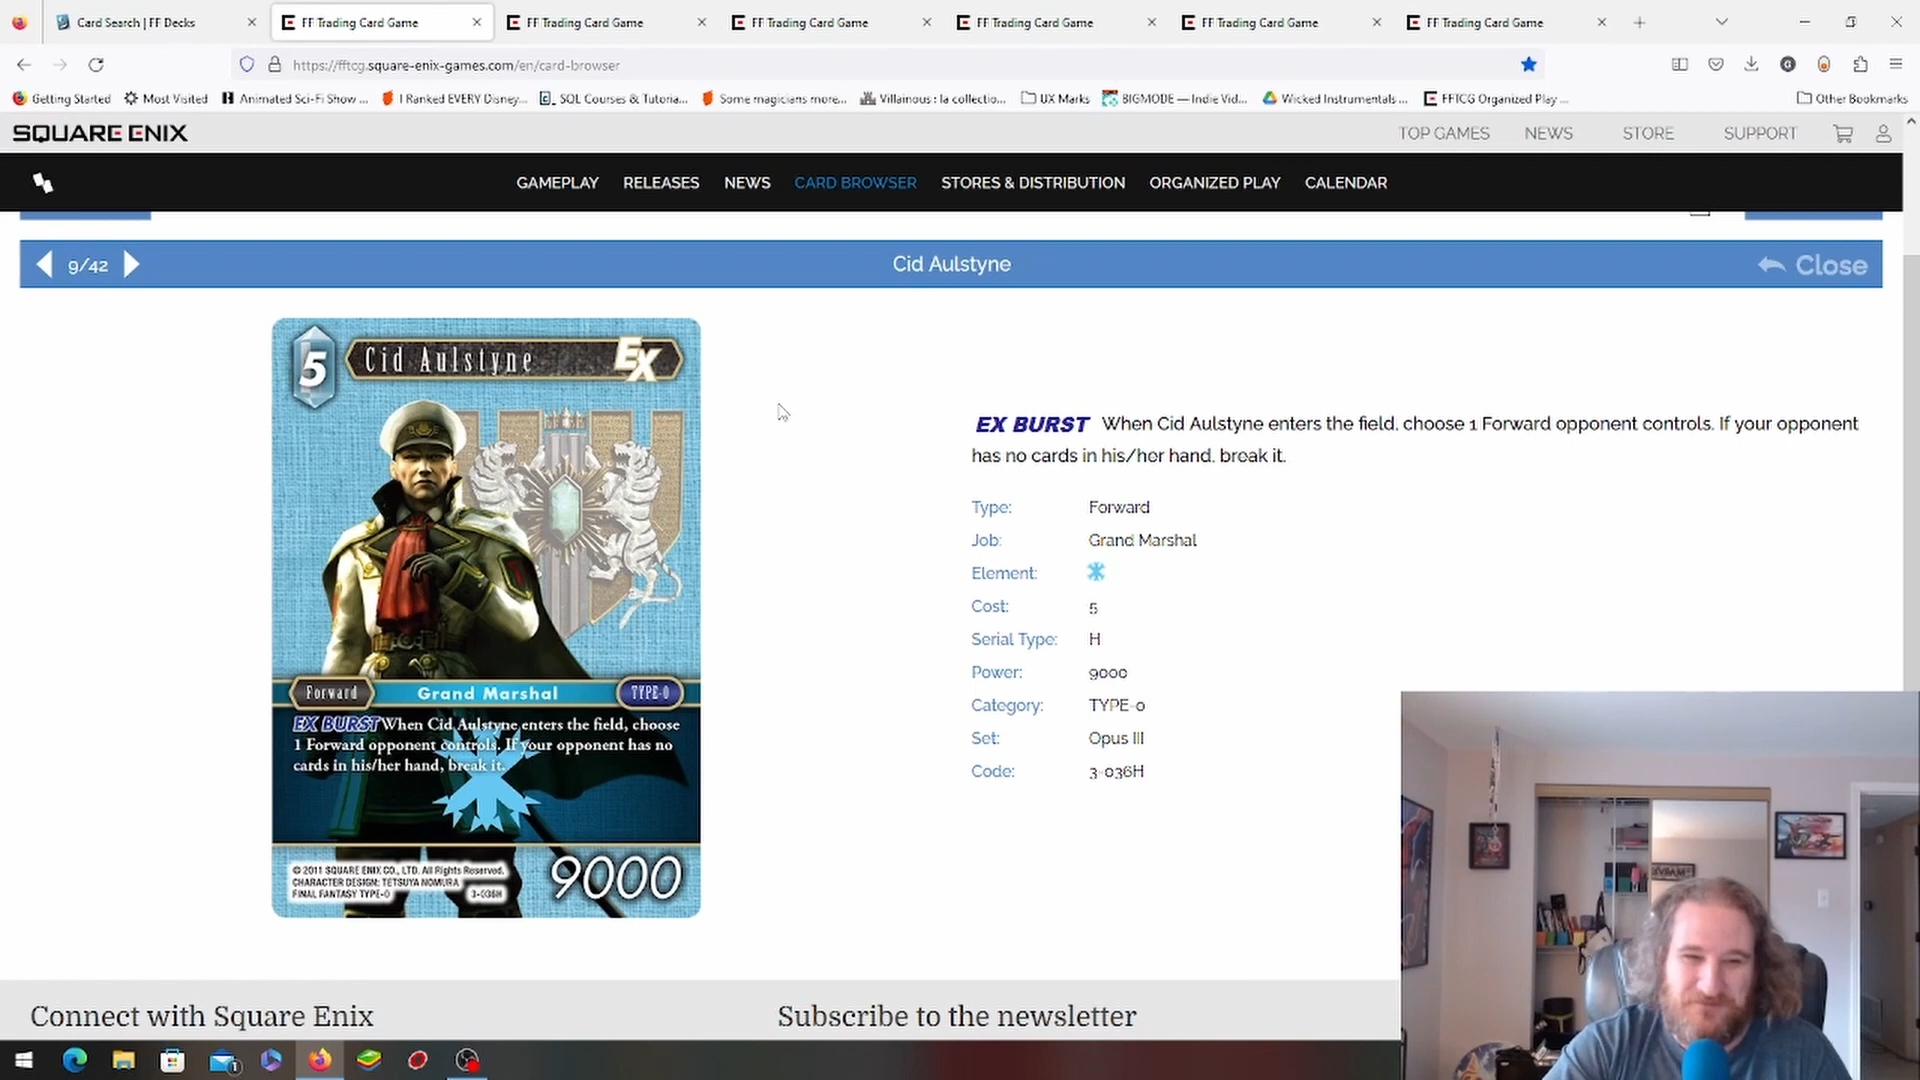 Card Search | FF Decks
FF Trading Card Game
FF Trading Card Game
FF Trading Card Game
FF Trading Card Game
FF Trading Card Game
FF Trading Card Game
https://fftcg.square-enix-games.com/en/card-browser
Getting Started
Most Visited
Animated Sci-Fi Show ...
I Ranked EVERY Disney...
SQL Courses & Tutoria...
Some magicians more...
Villainous : la collectio...
UX Marks
BIGMODE — Indie Vid...
Wicked Instrumentals ...
FFTCG Organized Play ...
Other Bookmarks
SQUARE ENIX
TOP GAMES
NEWS
STORE
SUPPORT
GAMEPLAY
RELEASES
NEWS
CARD BROWSER
STORES & DISTRIBUTION
ORGANIZED PLAY
CALENDAR
9/42
Cid Aulstyne
Close
5
Cid Aulstyne
EX
Forward
Grand Marshal
TYPE-0
EX BURST When Cid Aulstyne enters the field, choose
1 Forward opponent controls. If your opponent has no
cards in his/her hand, break it.
© 2011 SQUARE ENIX CO., LTD. All Rights Reserved.
CHARACTER DESIGN: TETSUYA NOMURA
FINAL FANTASY TYPE-0
3-036H
9000
EX BURST When Cid Aulstyne enters the field, choose 1 Forward opponent controls. If your opponent
has no cards in his/her hand, break it.
Type: Forward
Job: Grand Marshal
Element:
Cost: 5
Serial Type: H
Power: 9000
Category: TYPE-0
Set: Opus III
Code: 3-036H
Connect with Square Enix
Subscribe to the newsletter
1